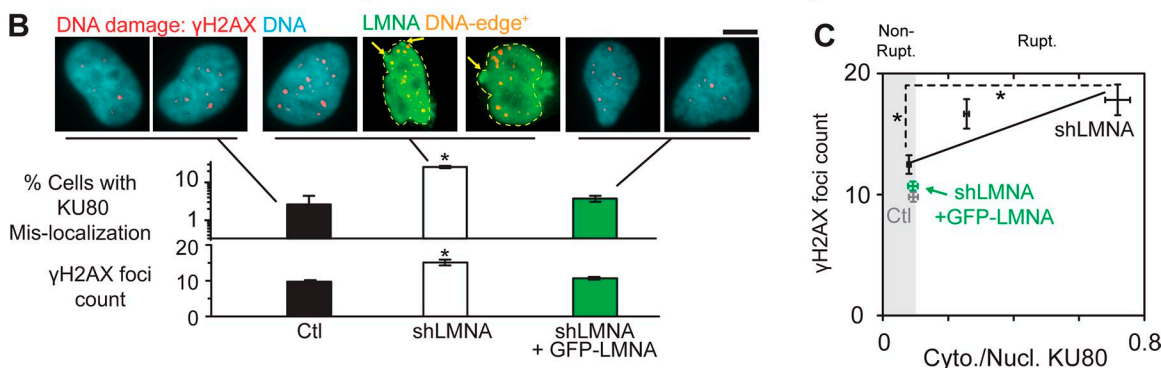 B
DNA damage: γH2AX DNA
LMNA DNA-edge⁺
% Cells with
KU80
Mis-localization
10
1
*
γH2AX foci
count
20
10
0
*
Ctl
shLMNA
shLMNA
+ GFP-LMNA
C
Non-
Rupt.
Rupt.
γH2AX foci count
20
10
0
*
*
shLMNA
shLMNA
+GFP-LMNA
Ctl
0
0.8
Cyto./Nucl. KU80